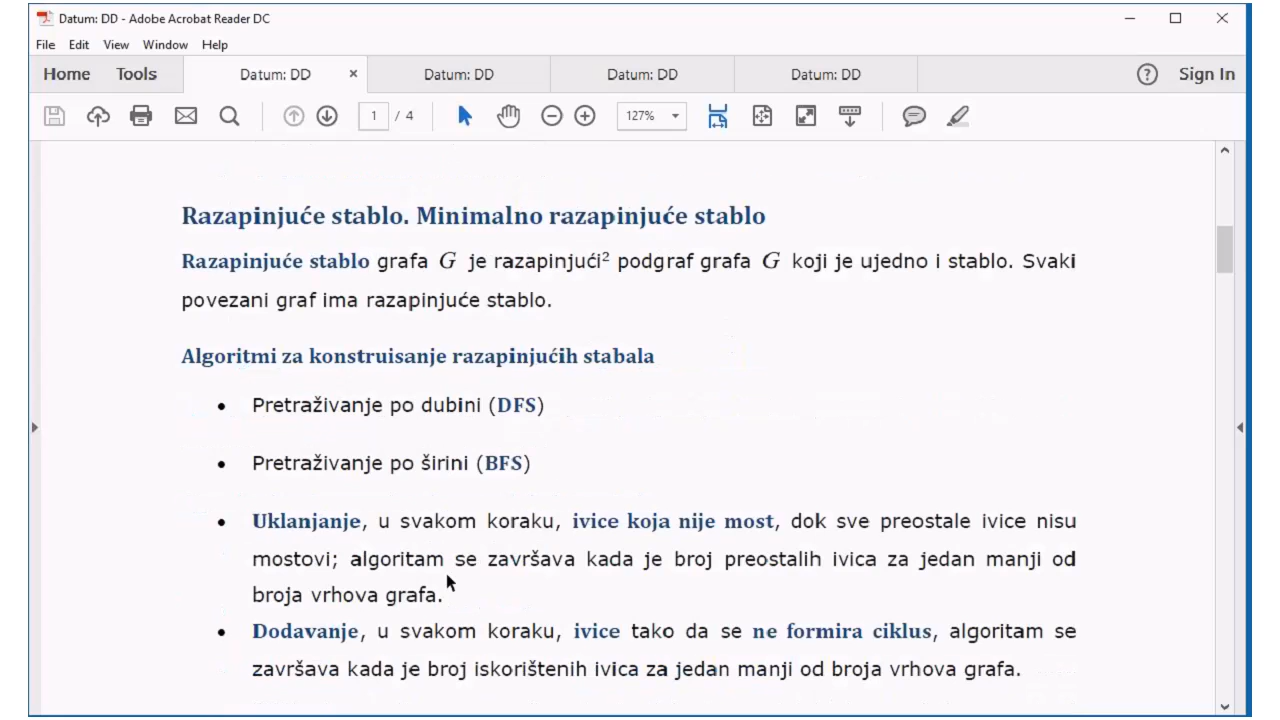 Datum: DD - Adobe Acrobat Reader DC
File Edit View Window Help
Home Tools Datum: DD × Datum: DD Datum: DD Datum: DD ? Sign In
1 / 4 127%
Razapinjuće stablo. Minimalno razapinjuće stablo
Razapinjuće stablo grafa G je razapinjući² podgraf grafa G koji je ujedno i stablo. Svaki
povezani graf ima razapinjuće stablo.
Algoritmi za konstruisanje razapinjućih stabala
• Pretraživanje po dubini (DFS)
• Pretraživanje po širini (BFS)
• Uklanjanje, u svakom koraku, ivice koja nije most, dok sve preostale ivice nisu
mostovi; algoritam se završava kada je broj preostalih ivica za jedan manji od
broja vrhova grafa.
• Dodavanje, u svakom koraku, ivice tako da se ne formira ciklus, algoritam se
završava kada je broj iskorištenih ivica za jedan manji od broja vrhova grafa.